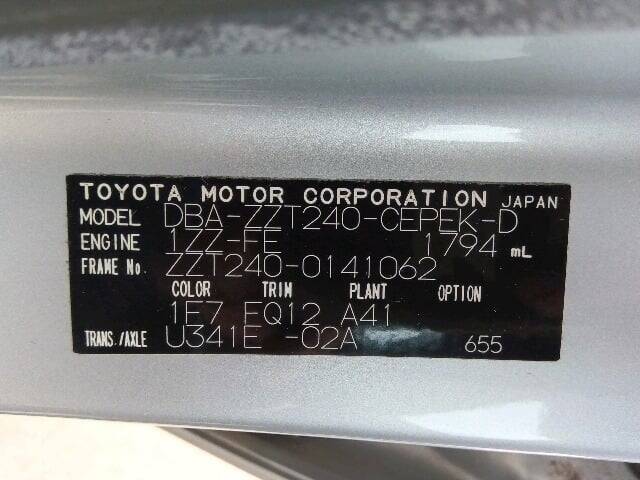 TOYOTA MOTOR CORPORATION JAPAN
MODEL DBA-ZZT240-CEPEK-D
ENGINE 1ZZ-FE 1794 mL
FRAME No. ZZT240-0141062
COLOR TRIM PLANT OPTION
1E7 FQ12 A41
TRANS./AXLE U341E -02A 655